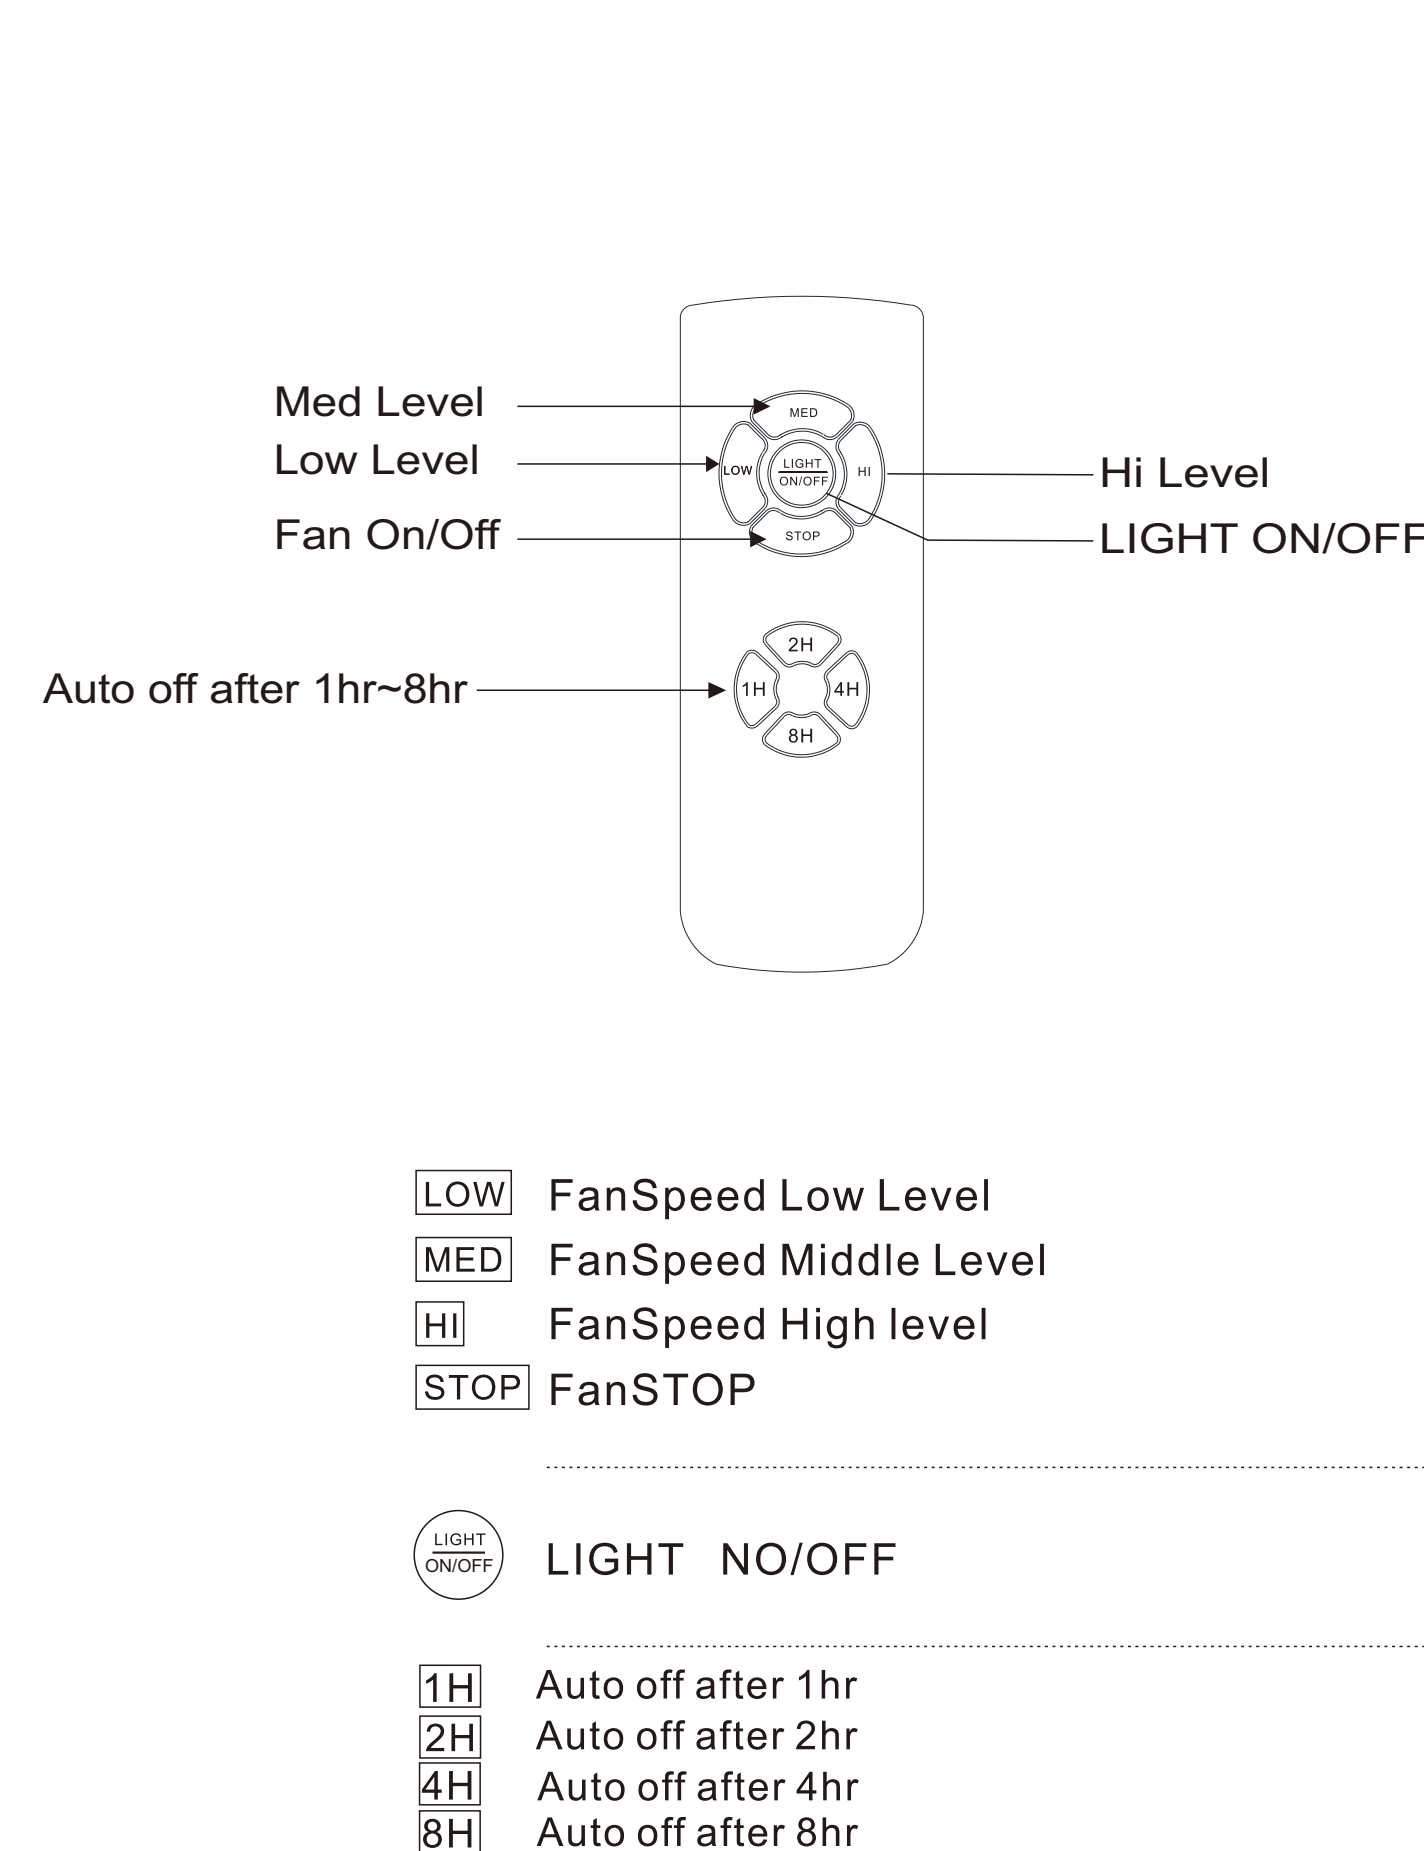 Med Level
MED
Low Level
LOW
LIGHT
ON/OFF
HI
Hi Level
Fan On/Off
STOP
LIGHT ON/OFF
2H
Auto off after 1hr~8hr
1H
4H
8H
LOW FanSpeed Low Level
MED FanSpeed Middle Level
HI FanSpeed High level
STOP FanSTOP
LIGHT
ON/OFF
LIGHT NO/OFF
1H Auto off after 1hr
2H Auto off after 2hr
4H Auto off after 4hr
8H Auto off after 8hr